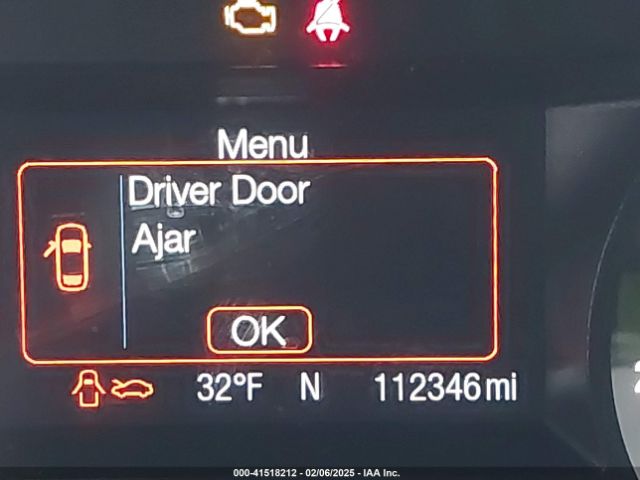 Menu
Driver Door
Ajar
OK
32°F N 112346 mi
000-41518212 - 02/06/2025 - IAA Inc.